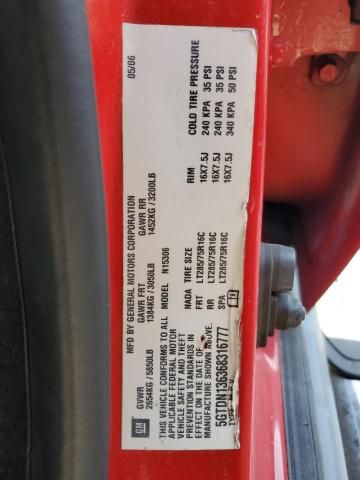 05/06
MFD BY GENERAL MOTORS CORPORATION
GVWR GAWR FRT GAWR RR
2654KG / 5850LB 1384KG / 3050LB 1452KG / 3200LB
THIS VEHICLE CONFORMS TO ALL N15306
APPLICABLE FEDERAL MOTOR
VEHICLE SAFETY AND THEFT
PREVENTION STANDARDS IN
EFFECT ON THE DATE OF
MANUFACTURE SHOWN ABOVE.
5GTDN136368316777
TYPE: M.P.V.
NADA TIRE SIZE RIM COLD TIRE PRESSURE
FRT LT285/75R16C 16X7.5J 240 KPA 35 PSI
RR LT285/75R16C 16X7.5J 240 KPA 35 PSI
SPA LT285/75R16C 16X7.5J 340 KPA 50 PSI
GM